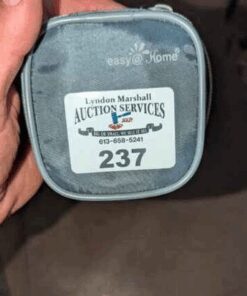 easy@Home®
Lyndon Marshall
AUCTION SERVICES
613-658-5241
237